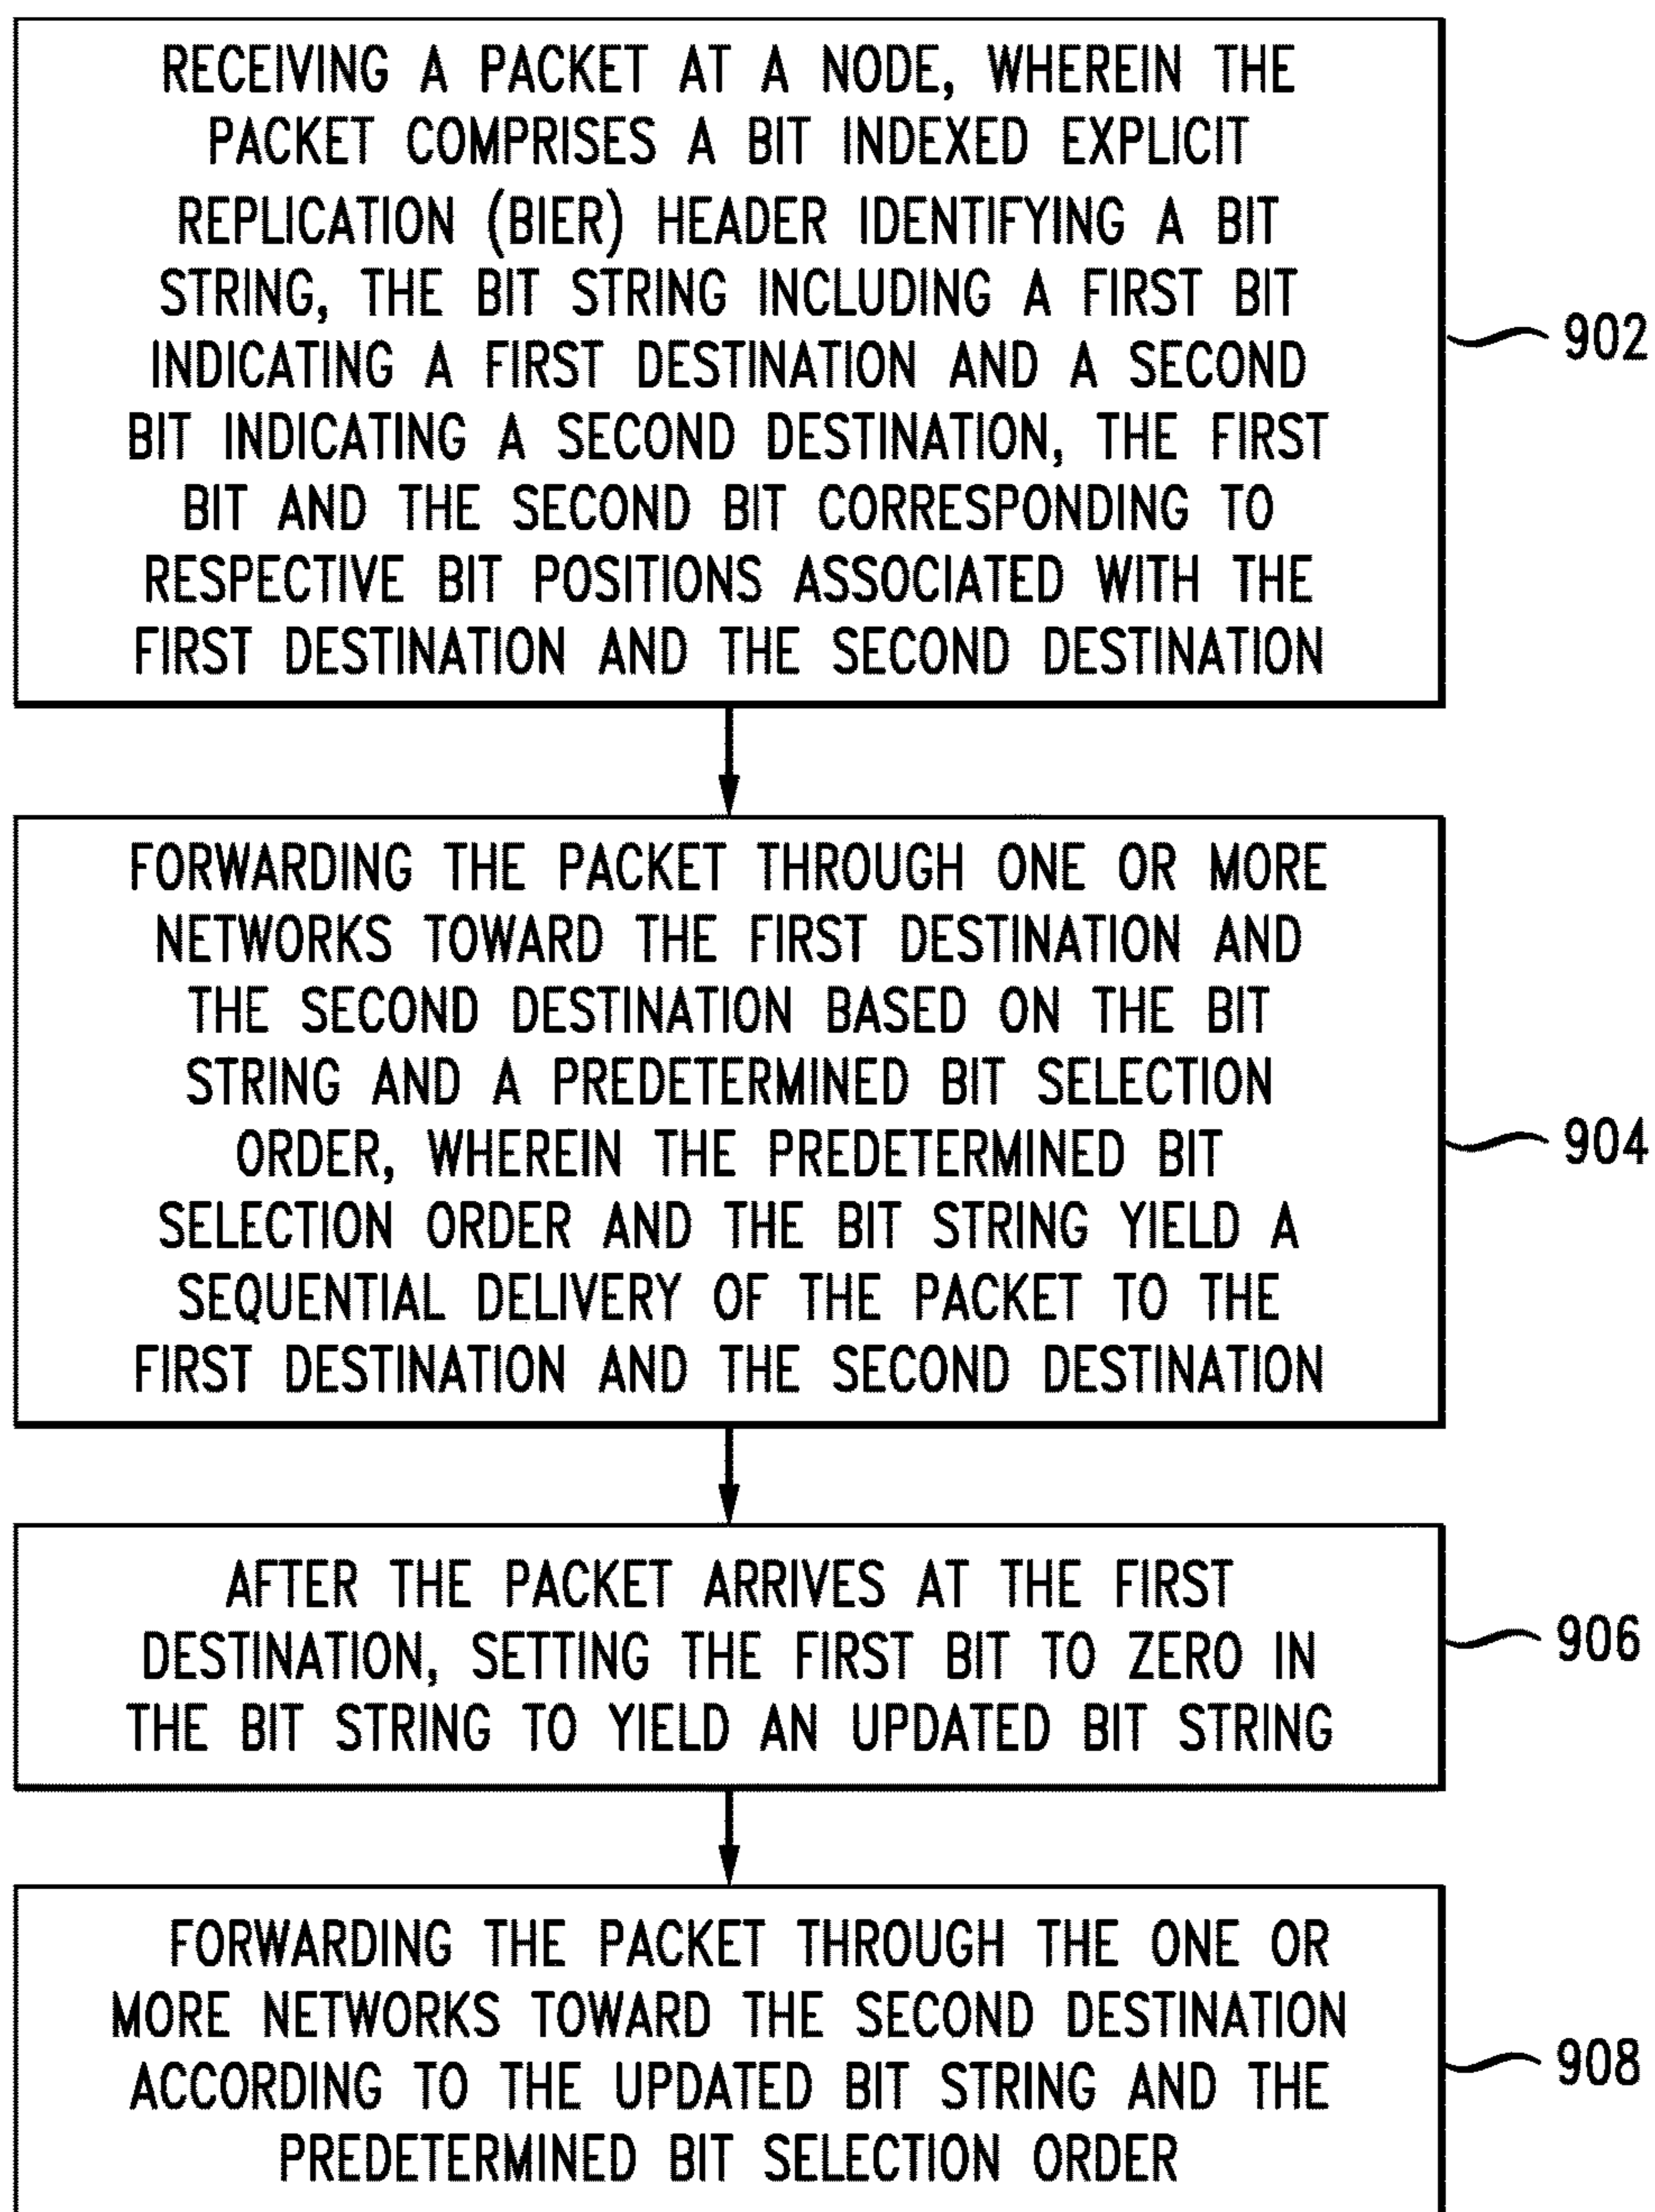 RECEIVING A PACKET AT A NODE, WHEREIN THE
PACKET COMPRISES A BIT INDEXED EXPLICIT
REPLICATION (BIER) HEADER IDENTIFYING A BIT
STRING, THE BIT STRING INCLUDING A FIRST BIT
INDICATING A FIRST DESTINATION AND A SECOND
BIT INDICATING A SECOND DESTINATION, THE FIRST
BIT AND THE SECOND BIT CORRESPONDING TO
RESPECTIVE BIT POSITIONS ASSOCIATED WITH THE
FIRST DESTINATION AND THE SECOND DESTINATION
902
FORWARDING THE PACKET THROUGH ONE OR MORE
NETWORKS TOWARD THE FIRST DESTINATION AND
THE SECOND DESTINATION BASED ON THE BIT
STRING AND A PREDETERMINED BIT SELECTION
ORDER, WHEREIN THE PREDETERMINED BIT
SELECTION ORDER AND THE BIT STRING YIELD A
SEQUENTIAL DELIVERY OF THE PACKET TO THE
FIRST DESTINATION AND THE SECOND DESTINATION
904
AFTER THE PACKET ARRIVES AT THE FIRST
DESTINATION, SETTING THE FIRST BIT TO ZERO IN
THE BIT STRING TO YIELD AN UPDATED BIT STRING
906
FORWARDING THE PACKET THROUGH THE ONE OR
MORE NETWORKS TOWARD THE SECOND DESTINATION
ACCORDING TO THE UPDATED BIT STRING AND THE
PREDETERMINED BIT SELECTION ORDER
908